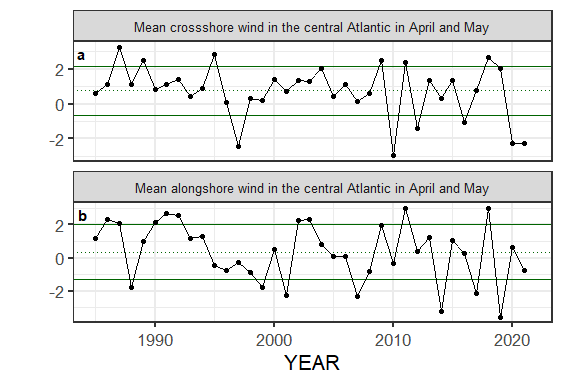 Mean crossshore wind in the central Atlantic in April and May
a
2
0
-2
Mean alongshore wind in the central Atlantic in April and May
b
2
0
-2
1990 2000 2010 2020
YEAR